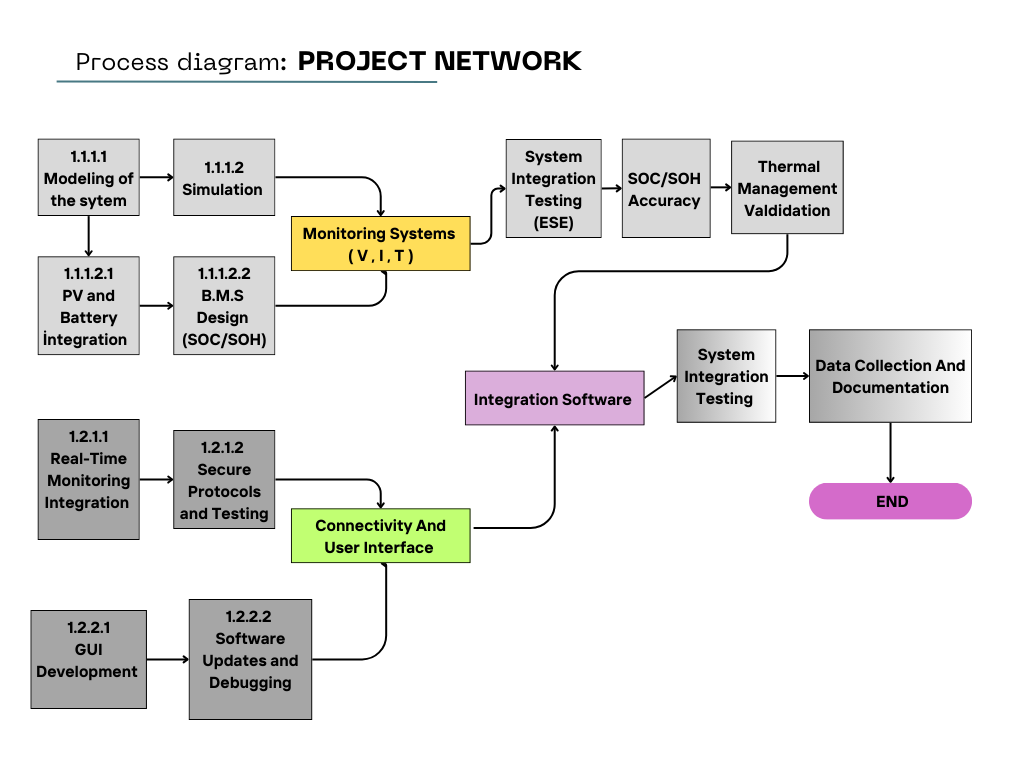 Process diagram: PROJECT NETWORK
1.1.1.1
Modeling of
the sytem
1.1.1.2
Simulation
System
Integration
Testing
(ESE)
SOC/SOH
Accuracy
Thermal
Management
Valdidation
Monitoring Systems
( V , I , T )
1.1.1.2.1
PV and
Battery
İntegration
1.1.1.2.2
B.M.S
Design
(SOC/SOH)
Integration Software
System
Integration
Testing
Data Collection And
Documentation
END
1.2.1.1
Real-Time
Monitoring
Integration
1.2.1.2
Secure
Protocols
and Testing
Connectivity And
User Interface
1.2.2.1
GUI
Development
1.2.2.2
Software
Updates and
Debugging